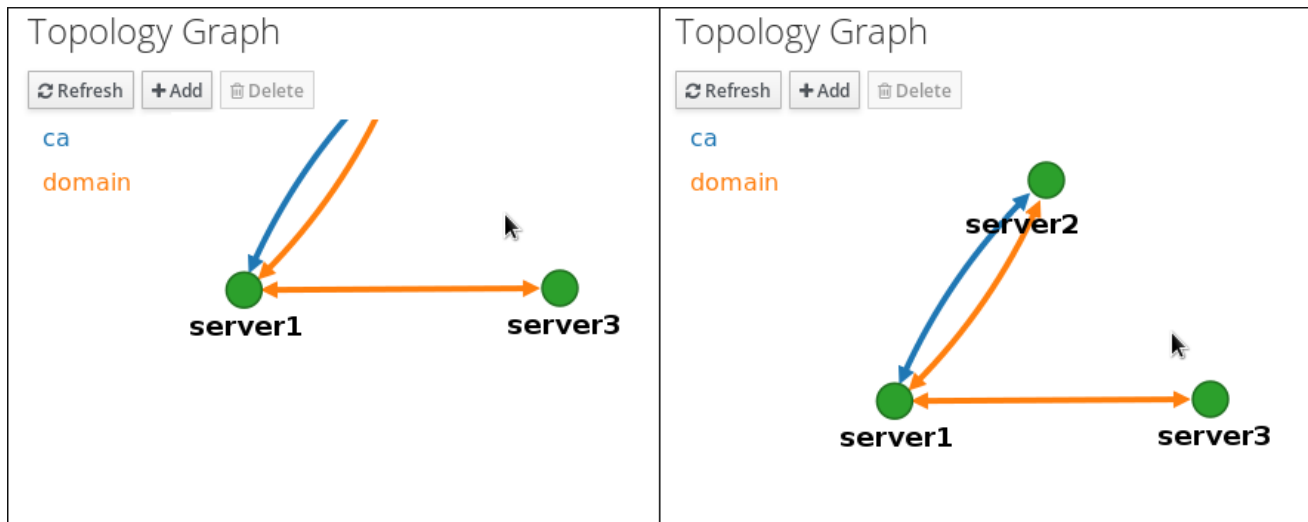 Topology Graph
Refresh
Add
Delete
ca
domain
server1
server3
Topology Graph
Refresh
Add
Delete
ca
domain
server2
server1
server3